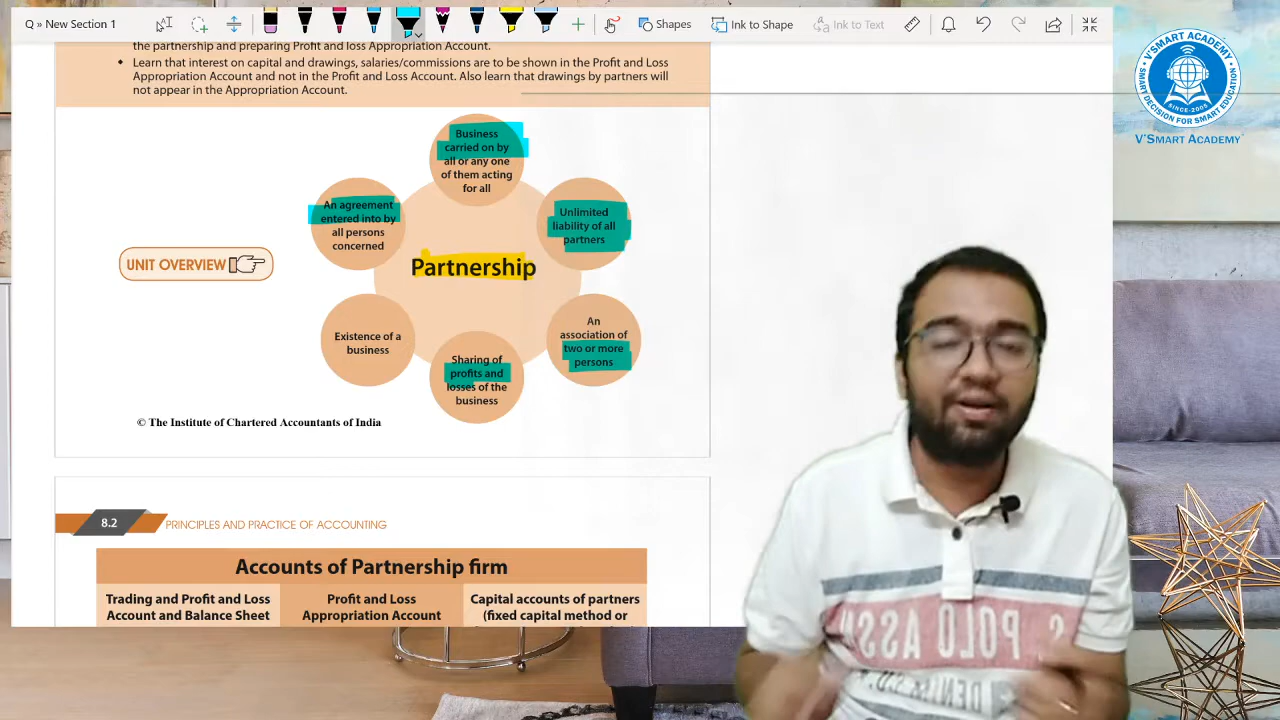 Q » New Section 1
Shapes
Ink to Shape
Ink to Text
the partnership and preparing Profit and loss Appropriation Account.
Learn that interest on capital and drawings, salaries/commissions are to be shown in the Profit and Loss
Appropriation Account and not in the Profit and Loss Account. Also learn that drawings by partners will
not appear in the Appropriation Account.
V'SMART ACADEMY
SMART DECISION FOR SMART EDUCATION
SINCE-2005
V'SMART ACADEMY
Business
carried on by
all or any one
of them acting
for all
An agreement
entered into by
all persons
concerned
Unlimited
liability of all
partners
UNIT OVERVIEW
Partnership
Existence of a
business
An
association of
two or more
persons
Sharing of
profits and
losses of the
business
© The Institute of Chartered Accountants of India
8.2
PRINCIPLES AND PRACTICE OF ACCOUNTING
Accounts of Partnership firm
Trading and Profit and Loss
Account and Balance Sheet
Profit and Loss
Appropriation Account
Capital accounts of partners
(fixed capital method or
POLO ASS